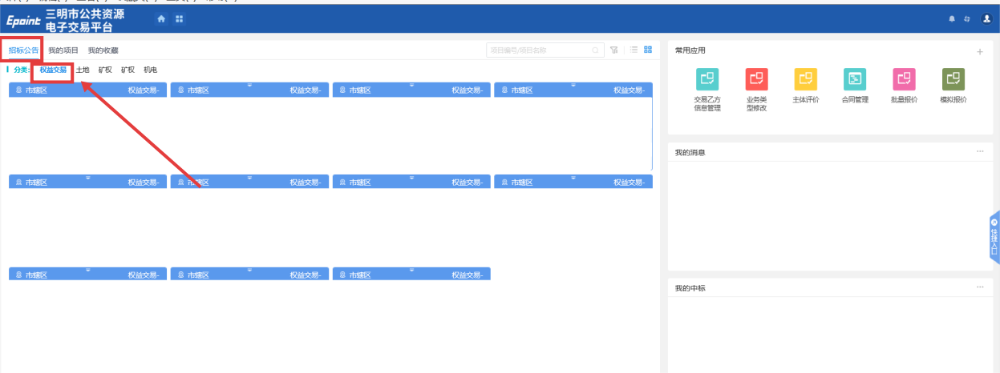 Epoint 三明市公共资源
电子交易平台
招标公告 我的项目 我的收藏 项目编号/项目名称
分类: 权益交易 土地 矿权 矿权 机电
市辖区 权益交易- 市辖区 权益交易- 市辖区 权益交易- 市辖区 权益交易-
市辖区 权益交易- 市辖区 权益交易- 市辖区 权益交易- 市辖区 权益交易-
市辖区 权益交易- 市辖区 权益交易- 市辖区 权益交易-
常用应用
交易乙方
信息管理
业务类
型修改
主体评价
合同管理
批量报价
模拟报价
我的消息
我的中标
快捷入口